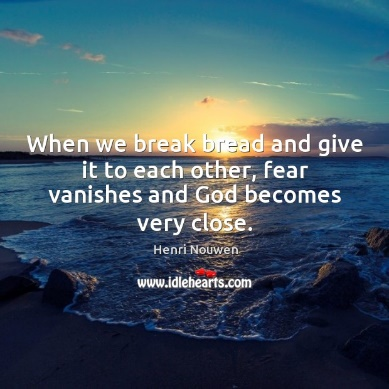 When we break bread and give
it to each other, fear
vanishes and God becomes
very close.
Henri Nouwen
www.idlehearts.com